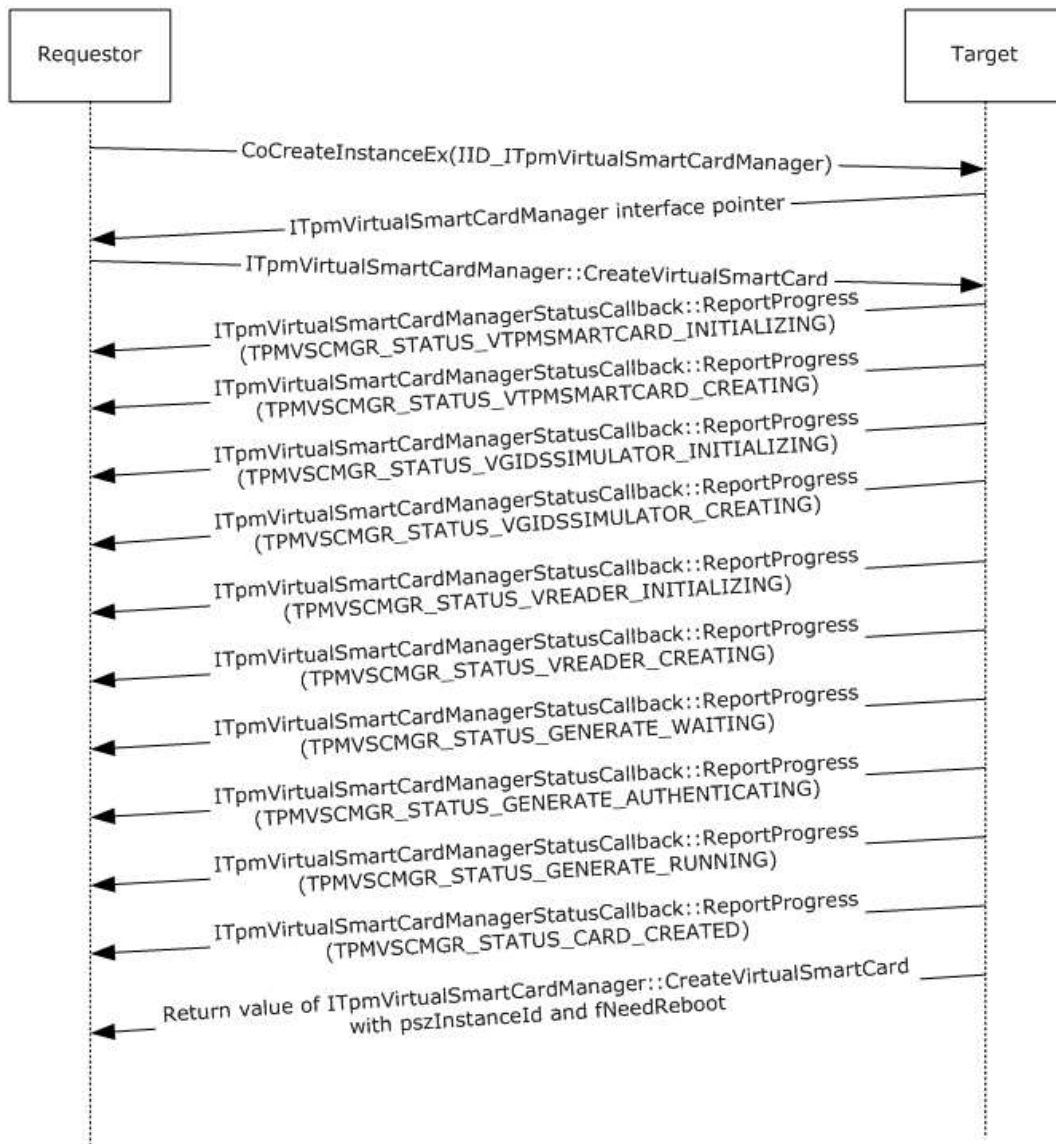 Requestor
Target
CoCreateInstanceEx(IID_ITpmVirtualSmartCardManager)
ITpmVirtualSmartCardManager interface pointer
ITpmVirtualSmartCardManager::CreateVirtualSmartCard
ITpmVirtualSmartCardManagerStatusCallback::ReportProgress
(TPMVSCMGR_STATUS_VTPMSMARTCARD_INITIALIZING)
ITpmVirtualSmartCardManagerStatusCallback::ReportProgress
(TPMVSCMGR_STATUS_VTPMSMARTCARD_CREATING)
ITpmVirtualSmartCardManagerStatusCallback::ReportProgress
(TPMVSCMGR_STATUS_VGIDSSIMULATOR_INITIALIZING)
ITpmVirtualSmartCardManagerStatusCallback::ReportProgress
(TPMVSCMGR_STATUS_VGIDSSIMULATOR_CREATING)
ITpmVirtualSmartCardManagerStatusCallback::ReportProgress
(TPMVSCMGR_STATUS_VREADER_INITIALIZING)
ITpmVirtualSmartCardManagerStatusCallback::ReportProgress
(TPMVSCMGR_STATUS_VREADER_CREATING)
ITpmVirtualSmartCardManagerStatusCallback::ReportProgress
(TPMVSCMGR_STATUS_GENERATE_WAITING)
ITpmVirtualSmartCardManagerStatusCallback::ReportProgress
(TPMVSCMGR_STATUS_GENERATE_AUTHENTICATING)
ITpmVirtualSmartCardManagerStatusCallback::ReportProgress
(TPMVSCMGR_STATUS_GENERATE_RUNNING)
ITpmVirtualSmartCardManagerStatusCallback::ReportProgress
(TPMVSCMGR_STATUS_CARD_CREATED)
Return value of ITpmVirtualSmartCardManager::CreateVirtualSmartCard
with pszInstanceId and fNeedReboot